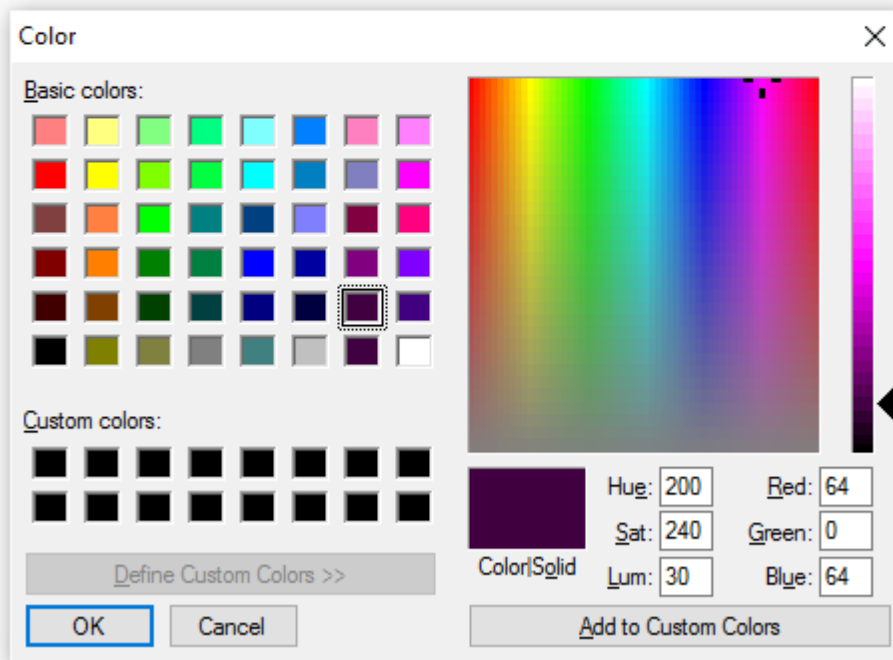 Color
Basic colors:
Custom colors:
Define Custom Colors >>
OK Cancel
Color|Solid
Hue: 200 Red: 64
Sat: 240 Green: 0
Lum: 30 Blue: 64
Add to Custom Colors